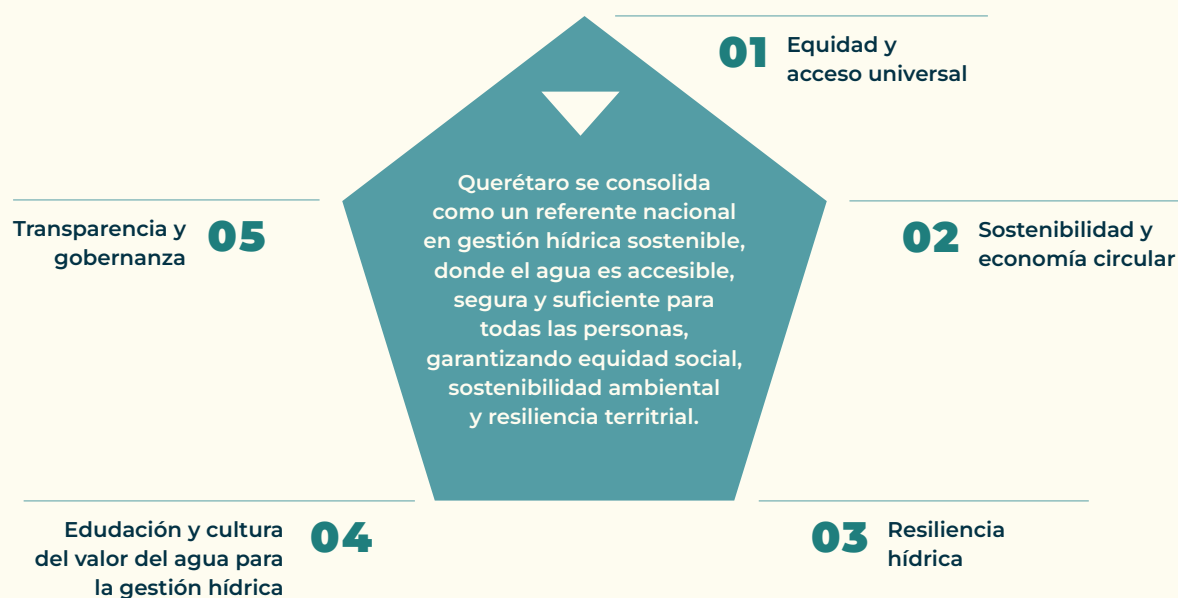 01
Equidad y
acceso universal
Querétaro se consolida
como un referente nacional
en gestión hídrica sostenible,
donde el agua es accesible,
segura y suficiente para
todas las personas,
garantizando equidad social,
sostenibilidad ambiental
y resiliencia territrial.
02
Sostenibilidad y
economía circular
03
Resiliencia
hídrica
04
Edudación y cultura
del valor del agua para
la gestión hídrica
05
Transparencia y
gobernanza